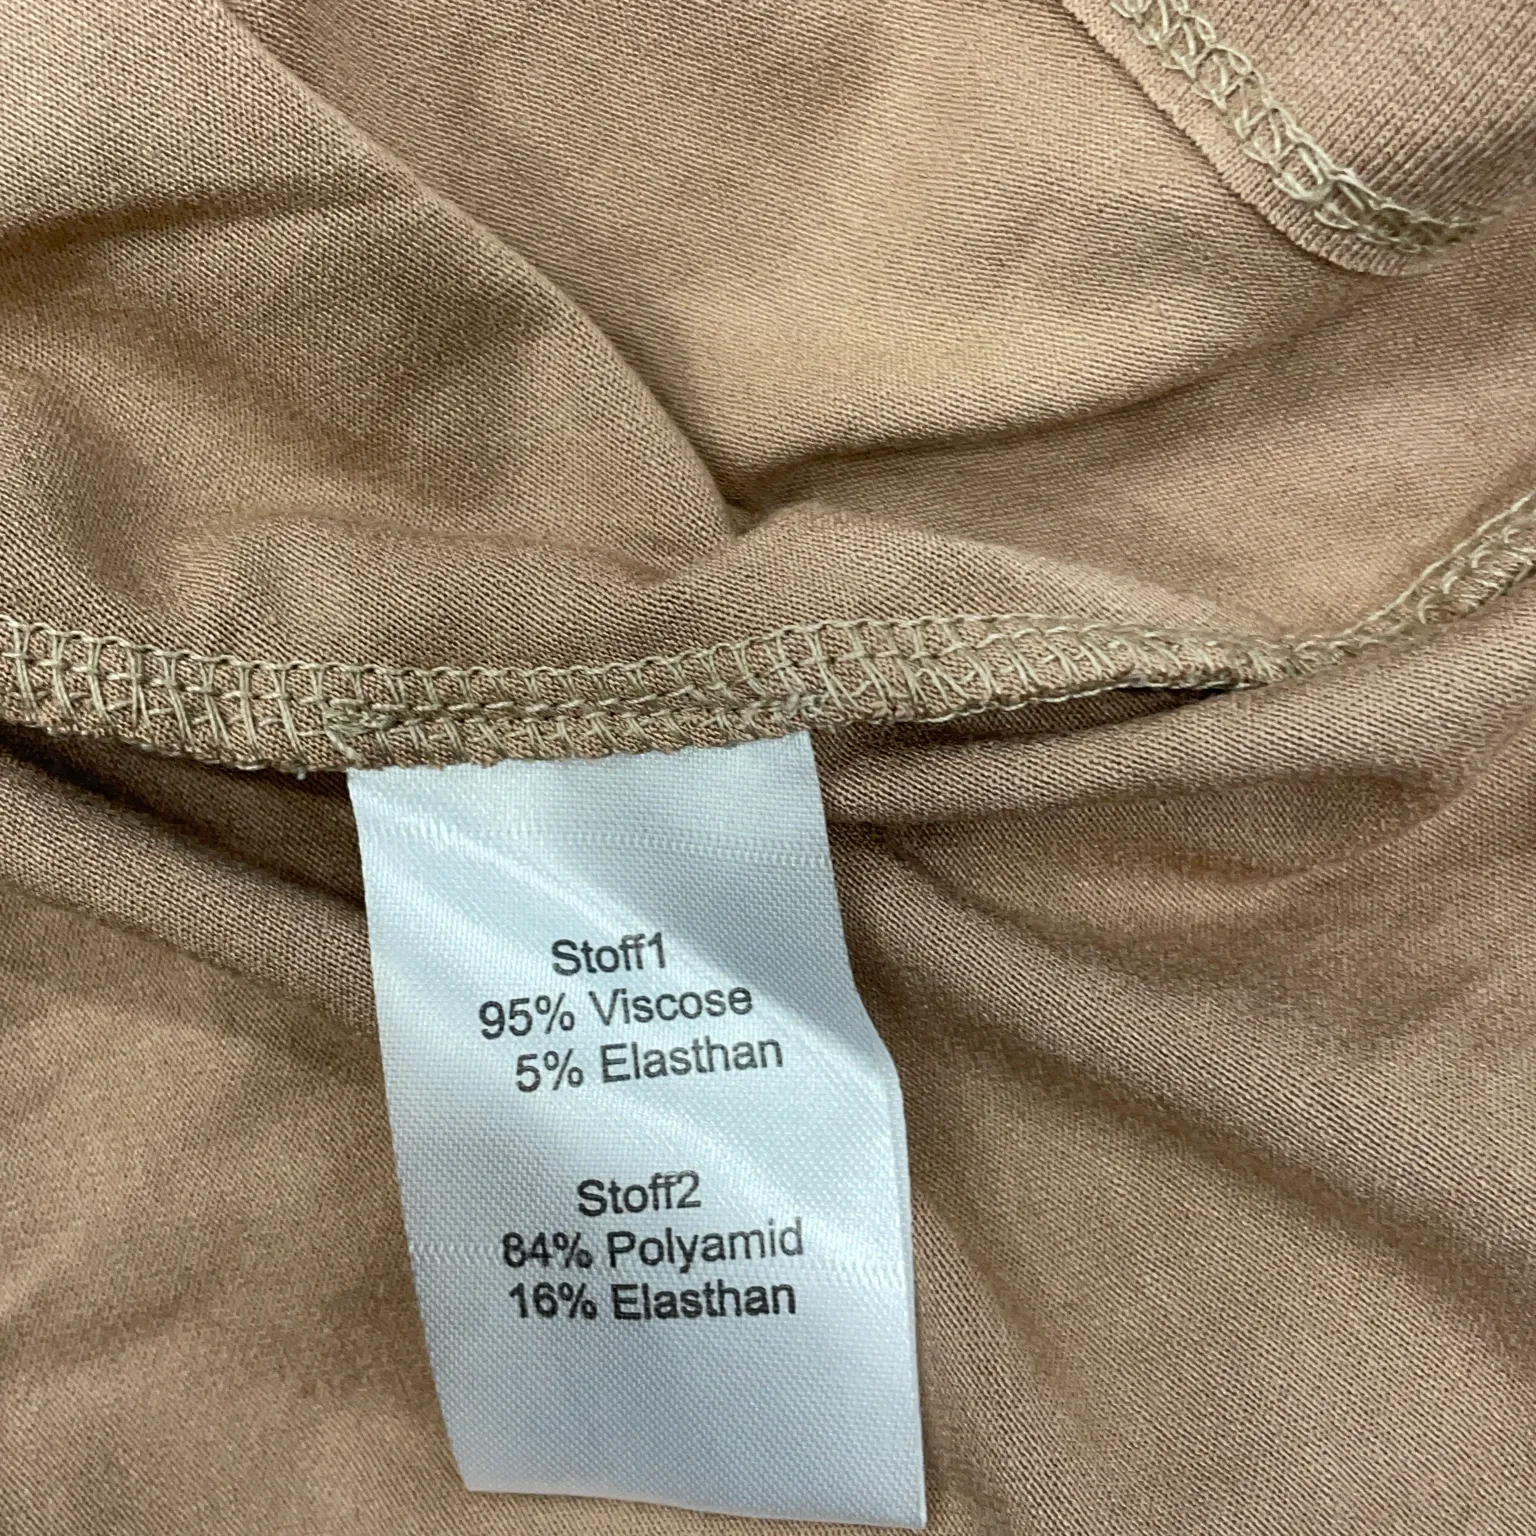 Stoff1
95% Viscose
5% Elasthan
Stoff2
84% Polyamid
16% Elasthan